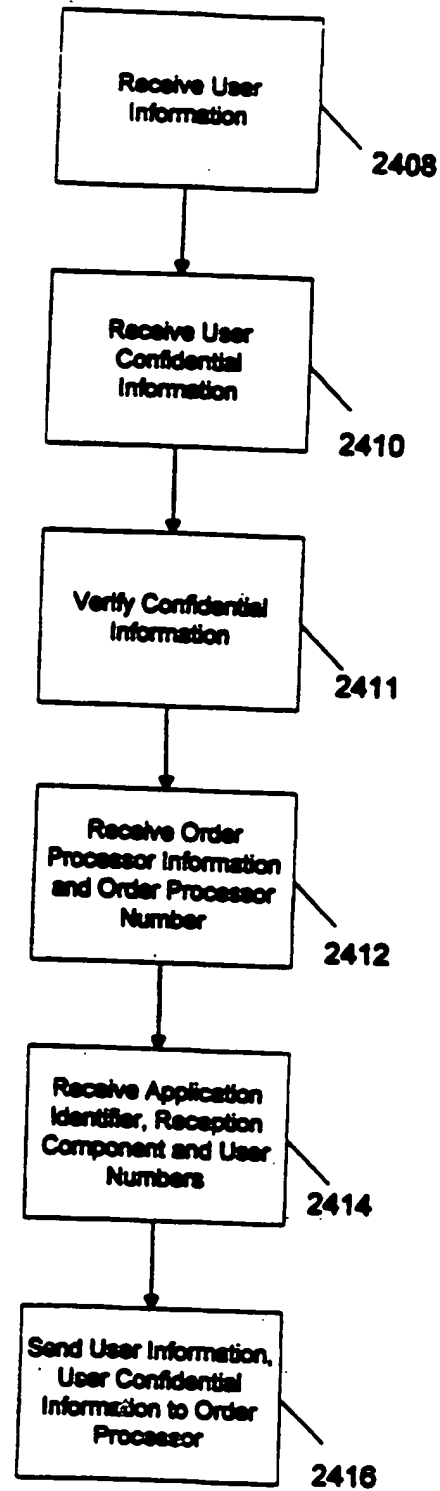 Receive User
Information
2408
Receive User
Confidential
Information
2410
Verify Confidential
Information
2411
Receive Order
Processor Information
and Order Processor
Number
2412
Receive Application
Identifier, Reception
Component and User
Numbers
2414
Send User Information,
User Confidential
Information to Order
Processor
2416